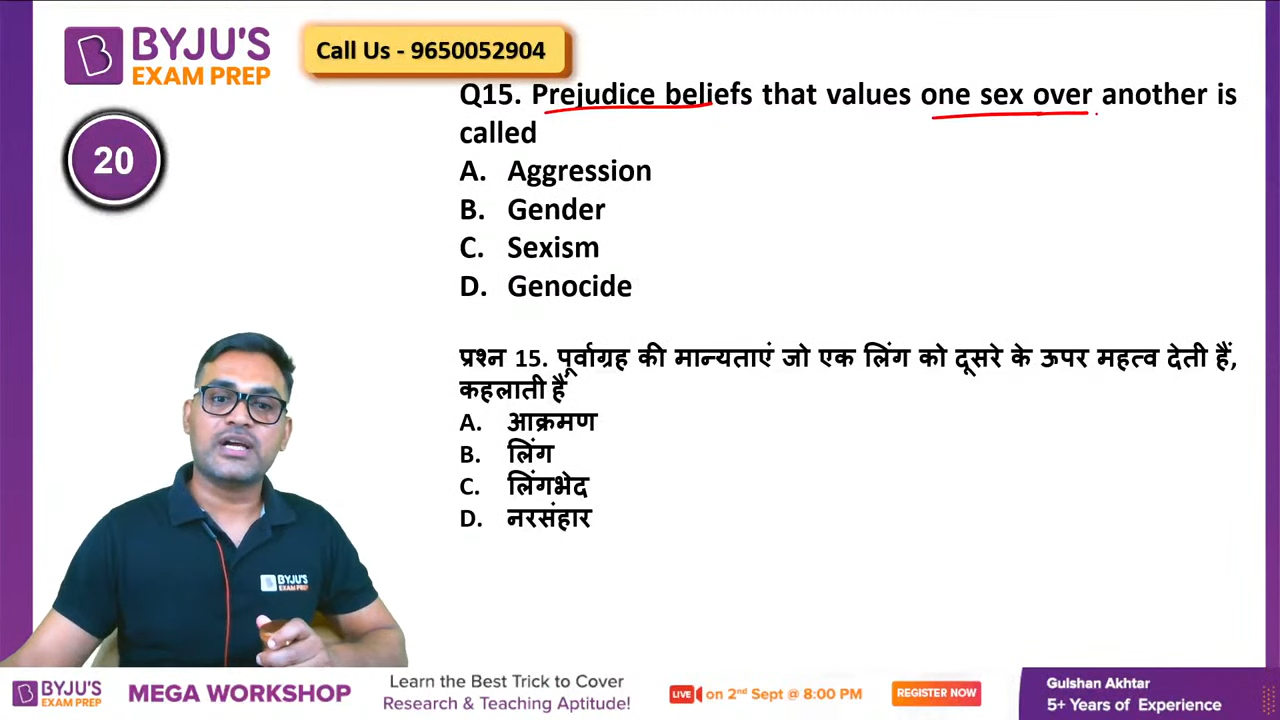 BYJU'S
EXAM PREP
Call Us - 9650052904
20
Q15. Prejudice beliefs that values one sex over another is
called
A. Aggression
B. Gender
C. Sexism
D. Genocide
प्रश्न 15. पूर्वाग्रह की मान्यताएं जो एक लिंग को दूसरे के ऊपर महत्व देती हैं,
कहलाती हैं
A. आक्रमण
B. लिंग
C. लिंगभेद
D. नरसंहार
BYJU'S
EXAM PREP
BYJU'S
EXAM PREP
MEGA WORKSHOP
Learn the Best Trick to Cover
Research & Teaching Aptitude!
LIVE on 2nd Sept @ 8:00 PM
REGISTER NOW
Gulshan Akhtar
5+ Years of Experience